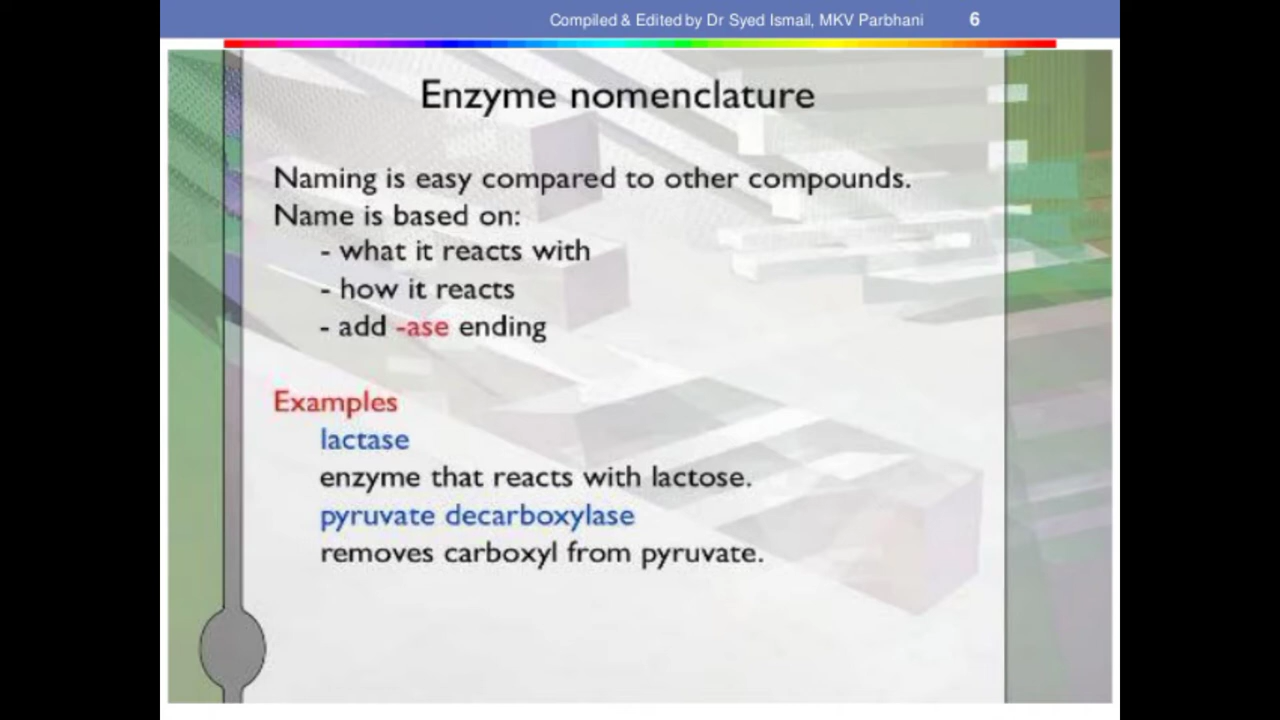 Compiled & Edited by Dr Syed Ismail, MKV Parbhani 6
Enzyme nomenclature
Naming is easy compared to other compounds.
Name is based on:
- what it reacts with
- how it reacts
- add -ase ending
Examples
lactase
enzyme that reacts with lactose.
pyruvate decarboxylase
removes carboxyl from pyruvate.